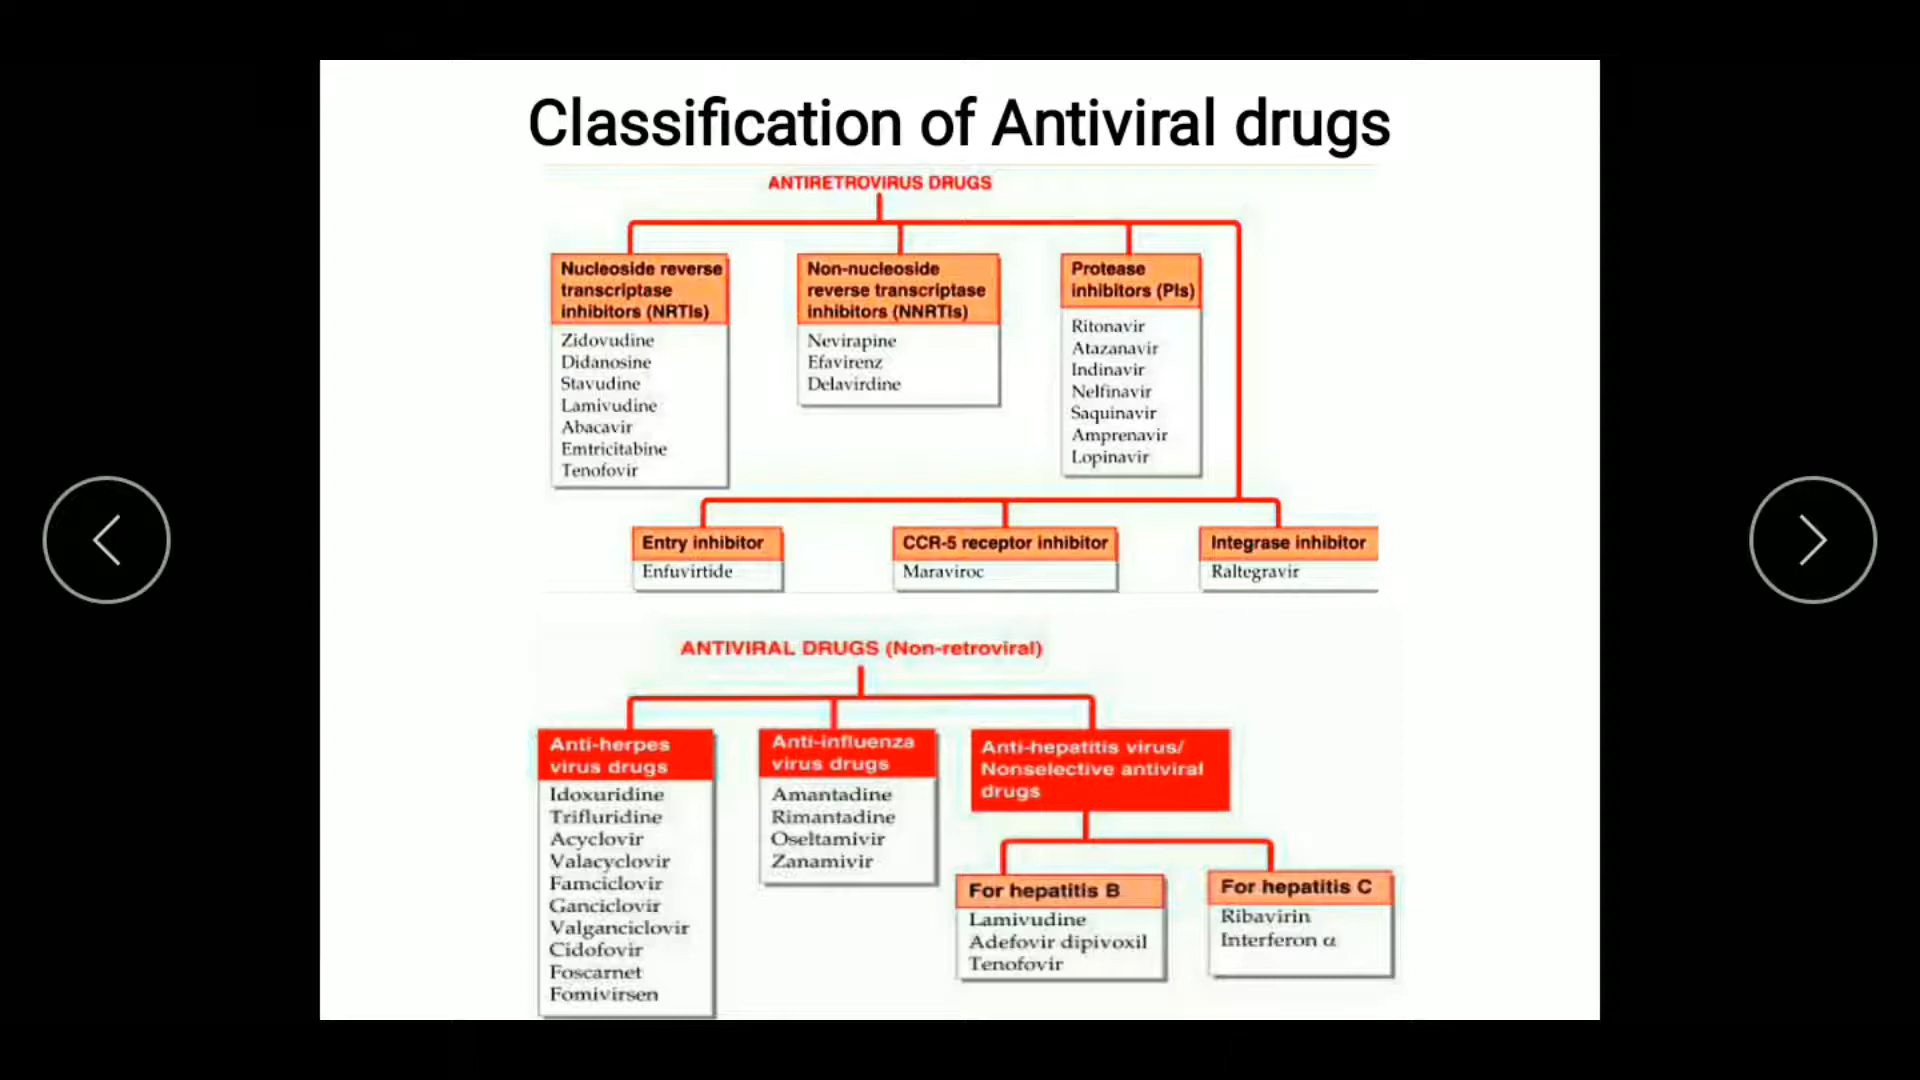 Classification of Antiviral drugs
ANTIRETROVIRUS DRUGS
Nucleoside reverse
transcriptase
inhibitors (NRTIs)
Zidovudine
Didanosine
Stavudine
Lamivudine
Abacavir
Emtricitabine
Tenofovir
Non-nucleoside
reverse transcriptase
inhibitors (NNRTIs)
Nevirapine
Efavirenz
Delavirdine
Protease
inhibitors (PIs)
Ritonavir
Atazanavir
Indinavir
Nelfinavir
Saquinavir
Amprenavir
Lopinavir
Entry inhibitor
Enfuvirtide
CCR-5 receptor inhibitor
Maraviroc
Integrase inhibitor
Raltegravir
ANTIVIRAL DRUGS (Non-retroviral)
Anti-herpes
virus drugs
Idoxuridine
Trifluridine
Acyclovir
Valacyclovir
Famciclovir
Ganciclovir
Valganciclovir
Cidofovir
Foscarnet
Fomivirsen
Anti-influenza
virus drugs
Amantadine
Rimantadine
Oseltamivir
Zanamivir
Anti-hepatitis virus/
Nonselective antiviral
drugs
For hepatitis B
Lamivudine
Adefovir dipivoxil
Tenofovir
For hepatitis C
Ribavirin
Interferon α